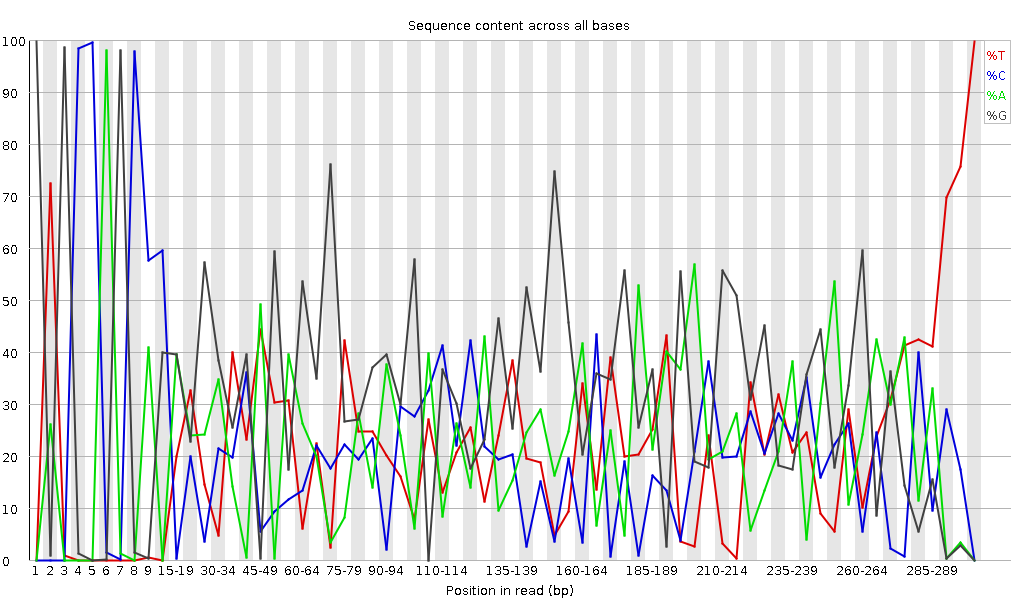 Sequence content across all bases
100
90
80
70
60
50
40
30
20
10
0
%T
%C
%A
%G
1 2 3 4 5 6 7 8 9 15-19 30-34 45-49 60-64 75-79 90-94 110-114 135-139 160-164 185-189 210-214 235-239 260-264 285-289
Position in read (bp)